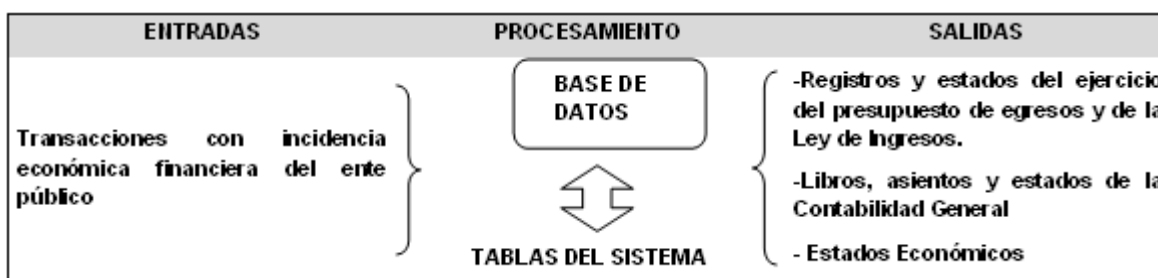 ENTRADAS
PROCESAMIENTO
SALIDAS
Transacciones con incidencia
económica financiera del ente
público
BASE DE
DATOS
TABLAS DEL SISTEMA
-Registros y estados del ejercicio
del presupuesto de egresos y de la
Ley de Ingresos.
-Libros, asientos y estados de la
Contabilidad General
- Estados Económicos